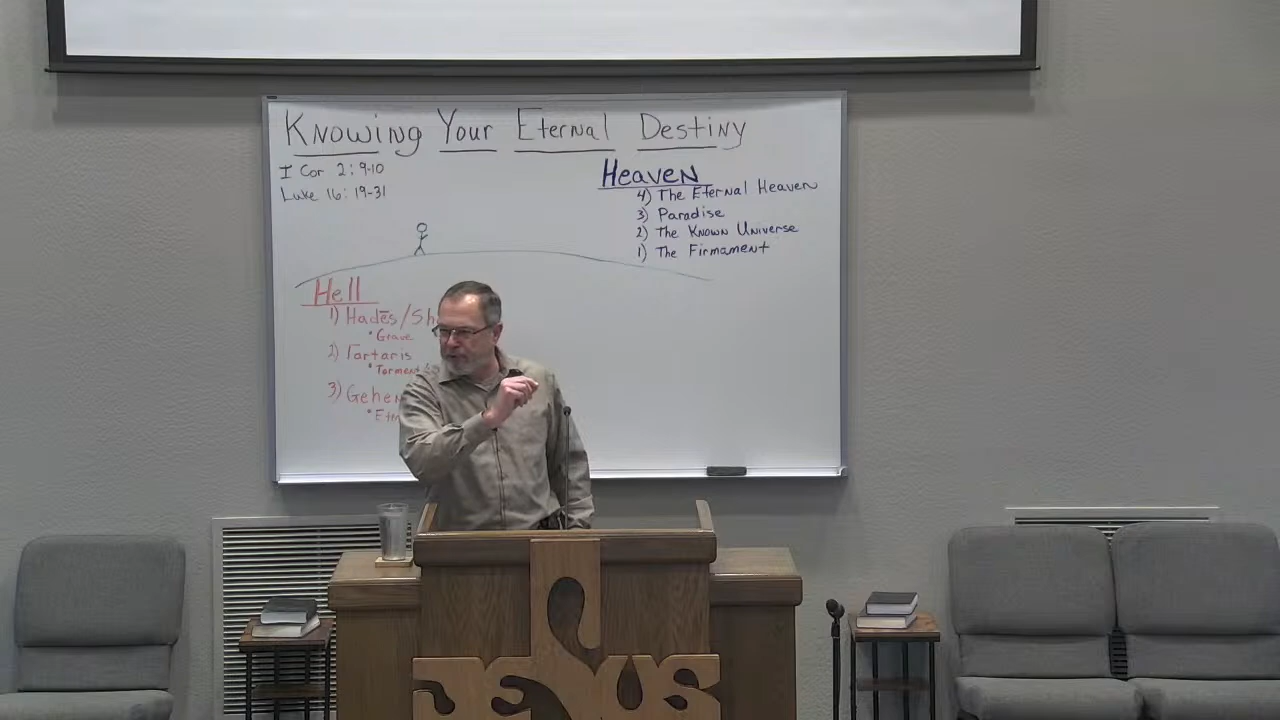 Knowing Your Eternal Destiny
I Cor 2:9-10
Luke 16:19-31
Heaven
4) The Eternal Heaven
3) Paradise
2) The Known Universe
1) The Firmament
Hell
1) Hadēs/Sh
• Grave
2) Tartaris
• Torment
3) Gehen
JESUS